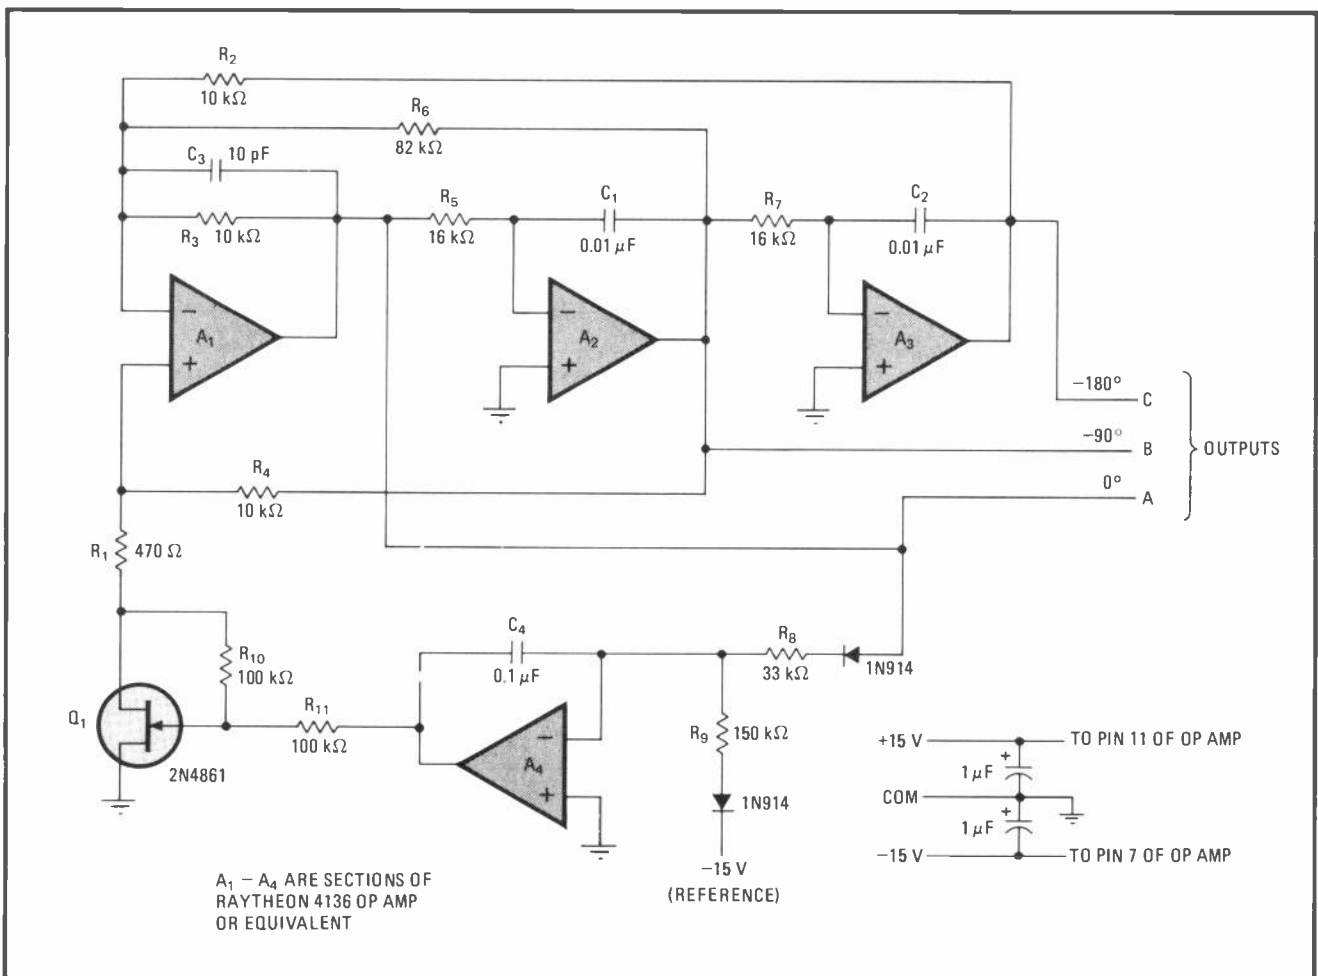 R2
10 kΩ
R6
82 kΩ
C3 10 pF
R3 10 kΩ
R5
16 kΩ
C1
0.01 μF
R7
16 kΩ
C2
0.01 μF
− A1 +
− A2 +
− A3 +
−180° C
−90° B
0° A
OUTPUTS
R4
10 kΩ
R1 470 Ω
R10
100 kΩ
Q1
2N4861
R11
100 kΩ
C4
0.1 μF
− A4 +
R8
33 kΩ
1N914
R9 150 kΩ
1N914
−15 V
(REFERENCE)
+15 V TO PIN 11 OF OP AMP
+
1 μF
COM
+
1 μF
−15 V TO PIN 7 OF OP AMP
A1 − A4 ARE SECTIONS OF
RAYTHEON 4136 OP AMP
OR EQUIVALENT